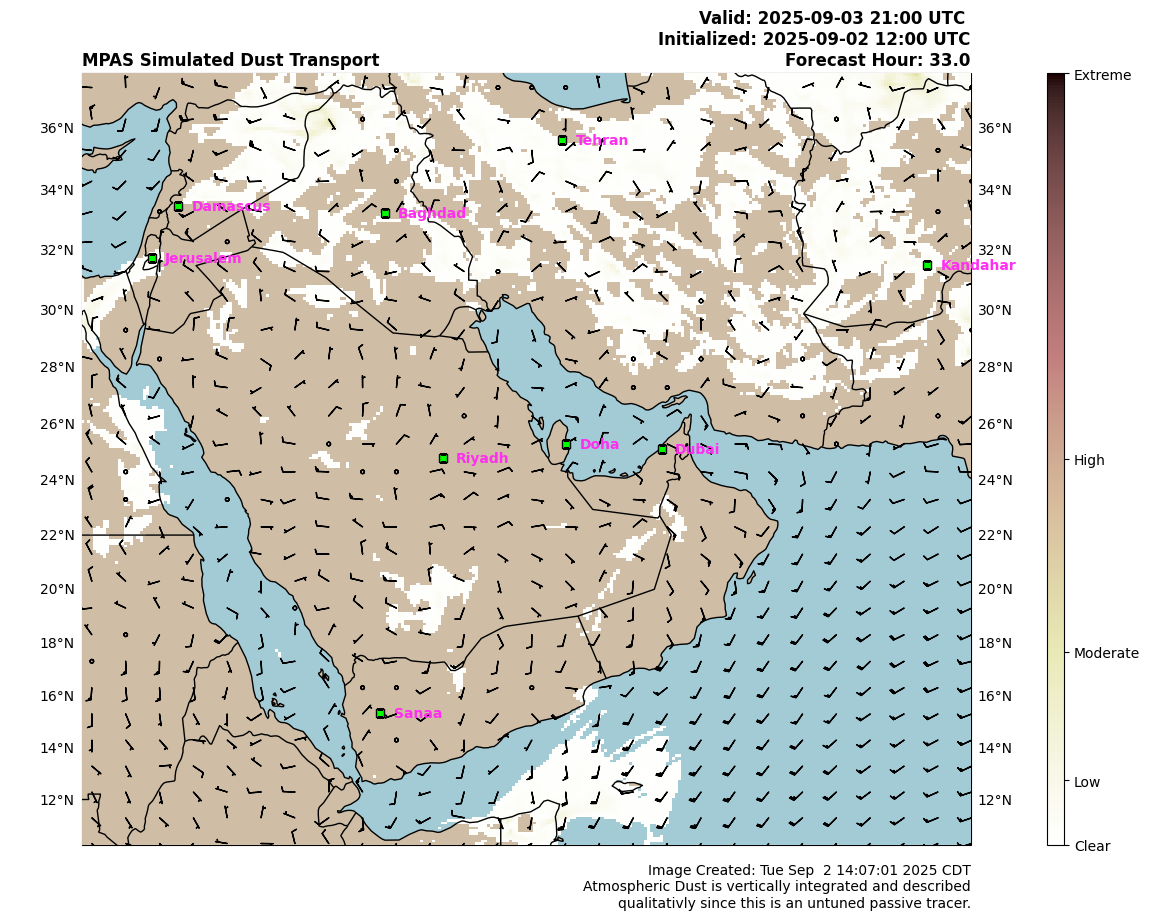 Valid: 2025-09-03 21:00 UTC
Initialized: 2025-09-02 12:00 UTC
MPAS Simulated Dust Transport
Forecast Hour: 33.0
Extreme
36°N
36°N
Tehran
34°N
34°N
Damascus
Baghdad
32°N
32°N
Jerusalem
Kandahar
30°N
30°N
28°N
28°N
26°N
26°N
Doha
Dubai
Riyadh
High
24°N
24°N
22°N
22°N
20°N
20°N
18°N
18°N
Moderate
16°N
16°N
Sanaa
14°N
14°N
Low
12°N
12°N
Clear
Image Created: Tue Sep  2 14:07:01 2025 CDT
Atmospheric Dust is vertically integrated and described
qualitativly since this is an untuned passive tracer.